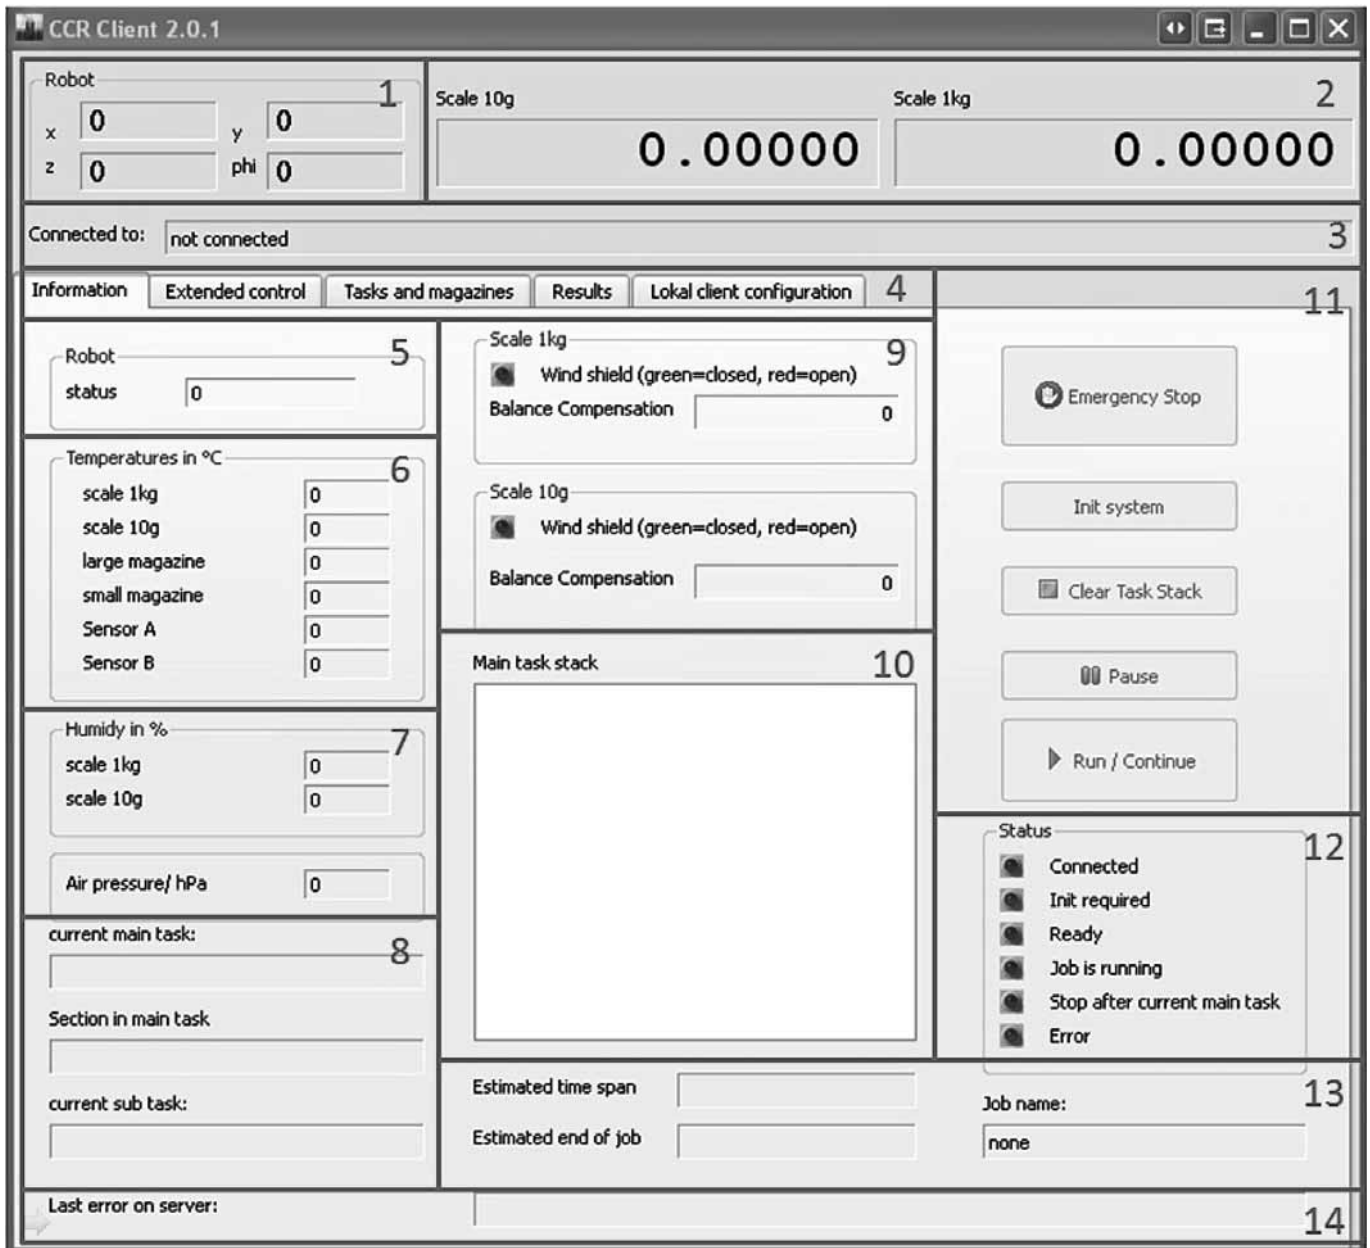 CCR Client 2.0.1
Robot
1
x 0 y 0
z 0 phi 0
Scale 10g
0.00000
Scale 1kg
0.00000
2
Connected to: not connected
3
Information Extended control Tasks and magazines Results Lokal client configuration
4
Robot
5
status 0
Temperatures in °C
6
scale 1kg 0
scale 10g 0
large magazine 0
small magazine 0
Sensor A 0
Sensor B 0
Humidy in %
7
scale 1kg 0
scale 10g 0
Air pressure/ hPa 0
current main task:
8
Section in main task
current sub task:
Scale 1kg
9
Wind shield (green=closed, red=open)
Balance Compensation 0
Scale 10g
Wind shield (green=closed, red=open)
Balance Compensation 0
Main task stack
10
11
Emergency Stop
Init system
Clear Task Stack
Pause
Run / Continue
Status
12
Connected
Init required
Ready
Job is running
Stop after current main task
Error
Estimated time span
Estimated end of job
Job name:
none
13
Last error on server:
14